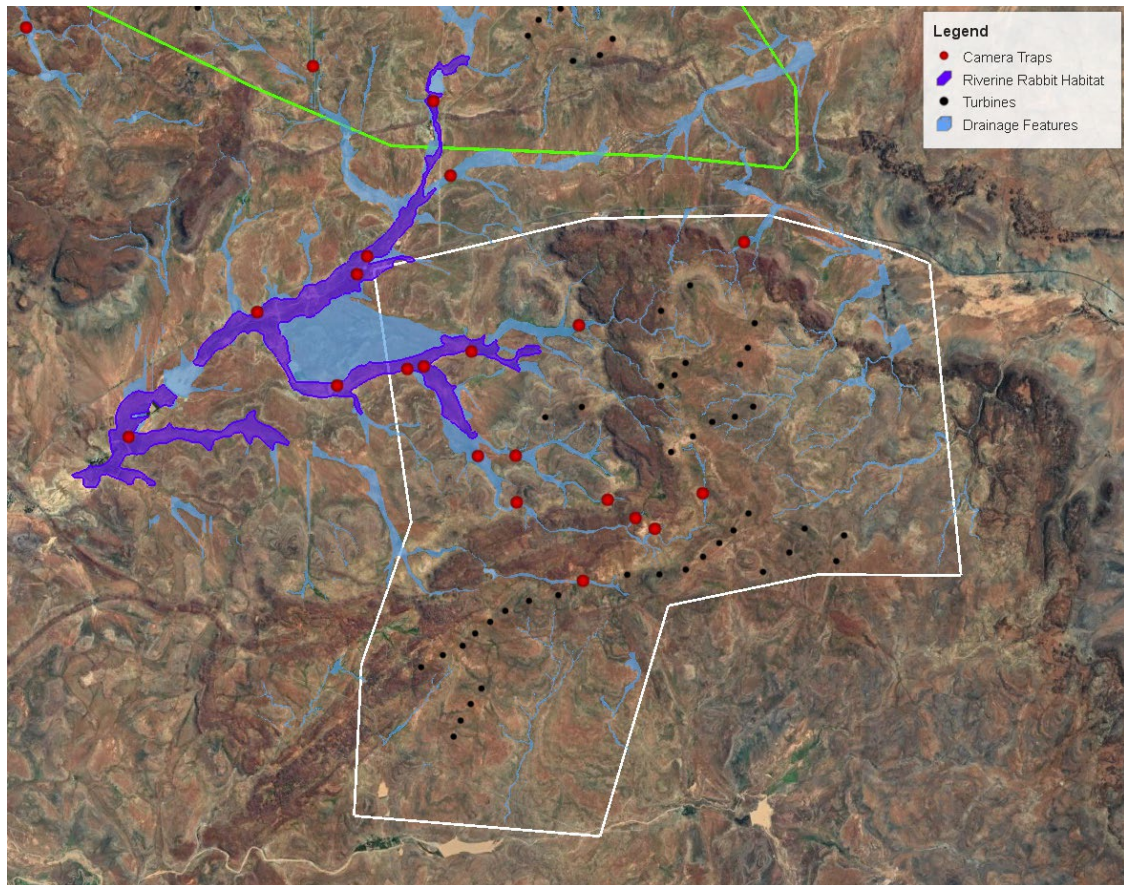 Legend
Camera Traps
Riverine Rabbit Habitat
Turbines
Drainage Features